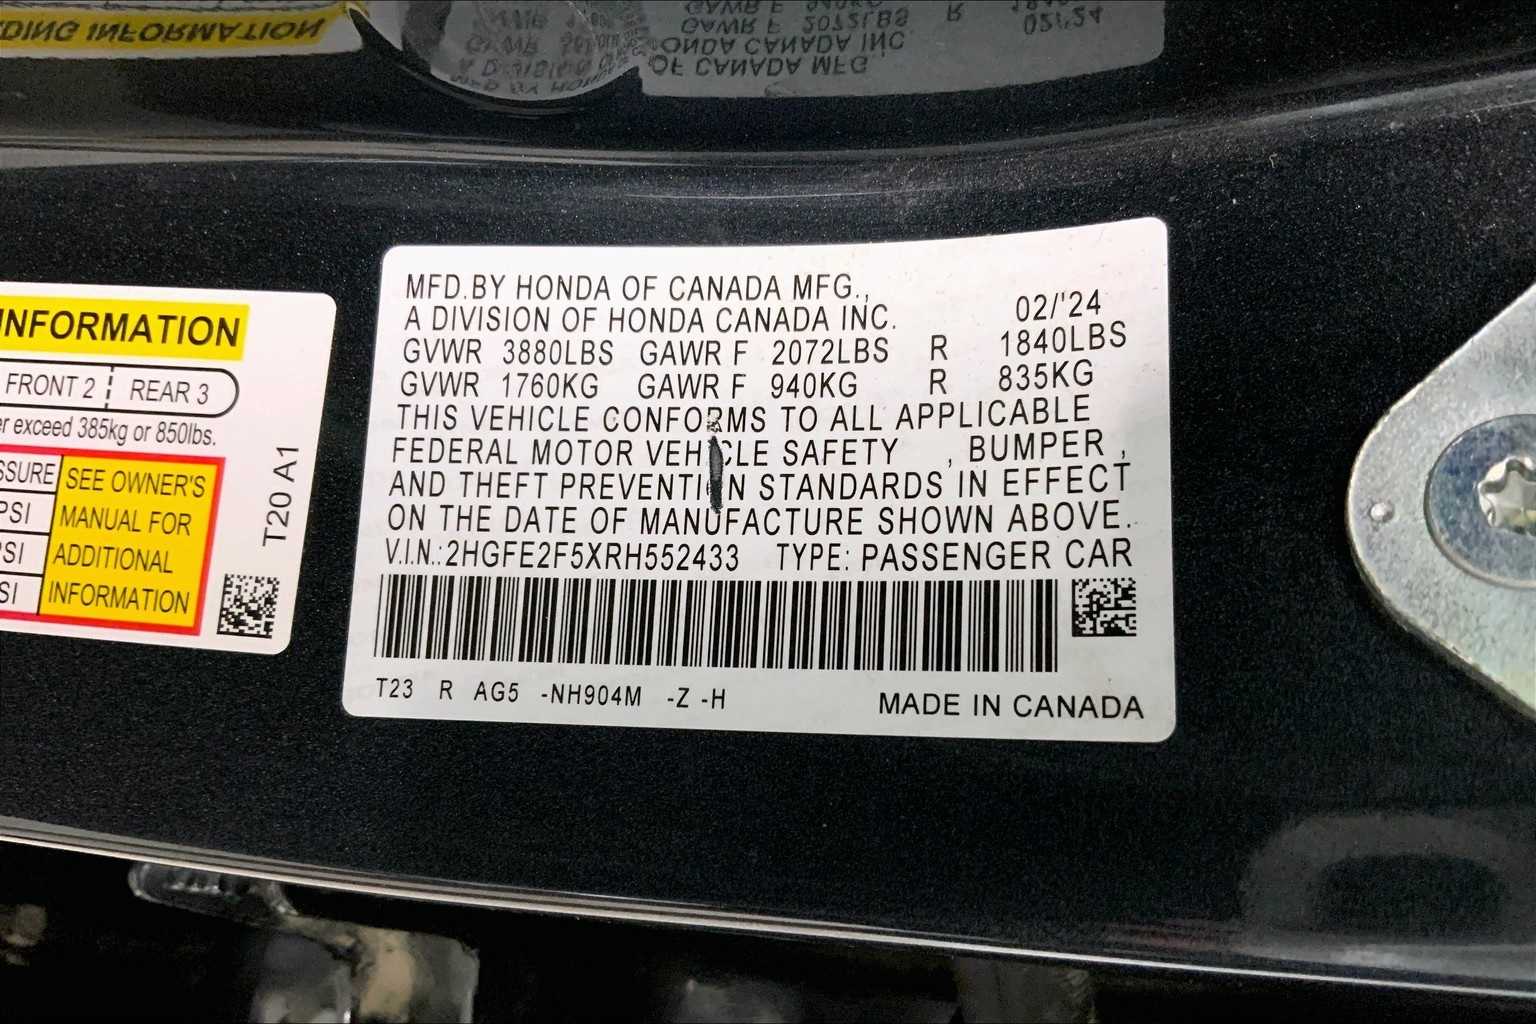 INFORMATION
FRONT 2 REAR 3
exceed 385kg or 850lbs.
SEE OWNER'S
MANUAL FOR
ADDITIONAL
INFORMATION
PSI
T20 A1
MFD.BY HONDA OF CANADA MFG.,
A DIVISION OF HONDA CANADA INC. 02/'24
GVWR 3880LBS GAWR F 2072LBS R 1840LBS
GVWR 1760KG GAWR F 940KG R 835KG
THIS VEHICLE CONFORMS TO ALL APPLICABLE
FEDERAL MOTOR VEHICLE SAFETY , BUMPER ,
AND THEFT PREVENTION STANDARDS IN EFFECT
ON THE DATE OF MANUFACTURE SHOWN ABOVE.
V.I.N.:2HGFE2F5XRH552433 TYPE: PASSENGER CAR
T23 R AG5 -NH904M -Z -H MADE IN CANADA